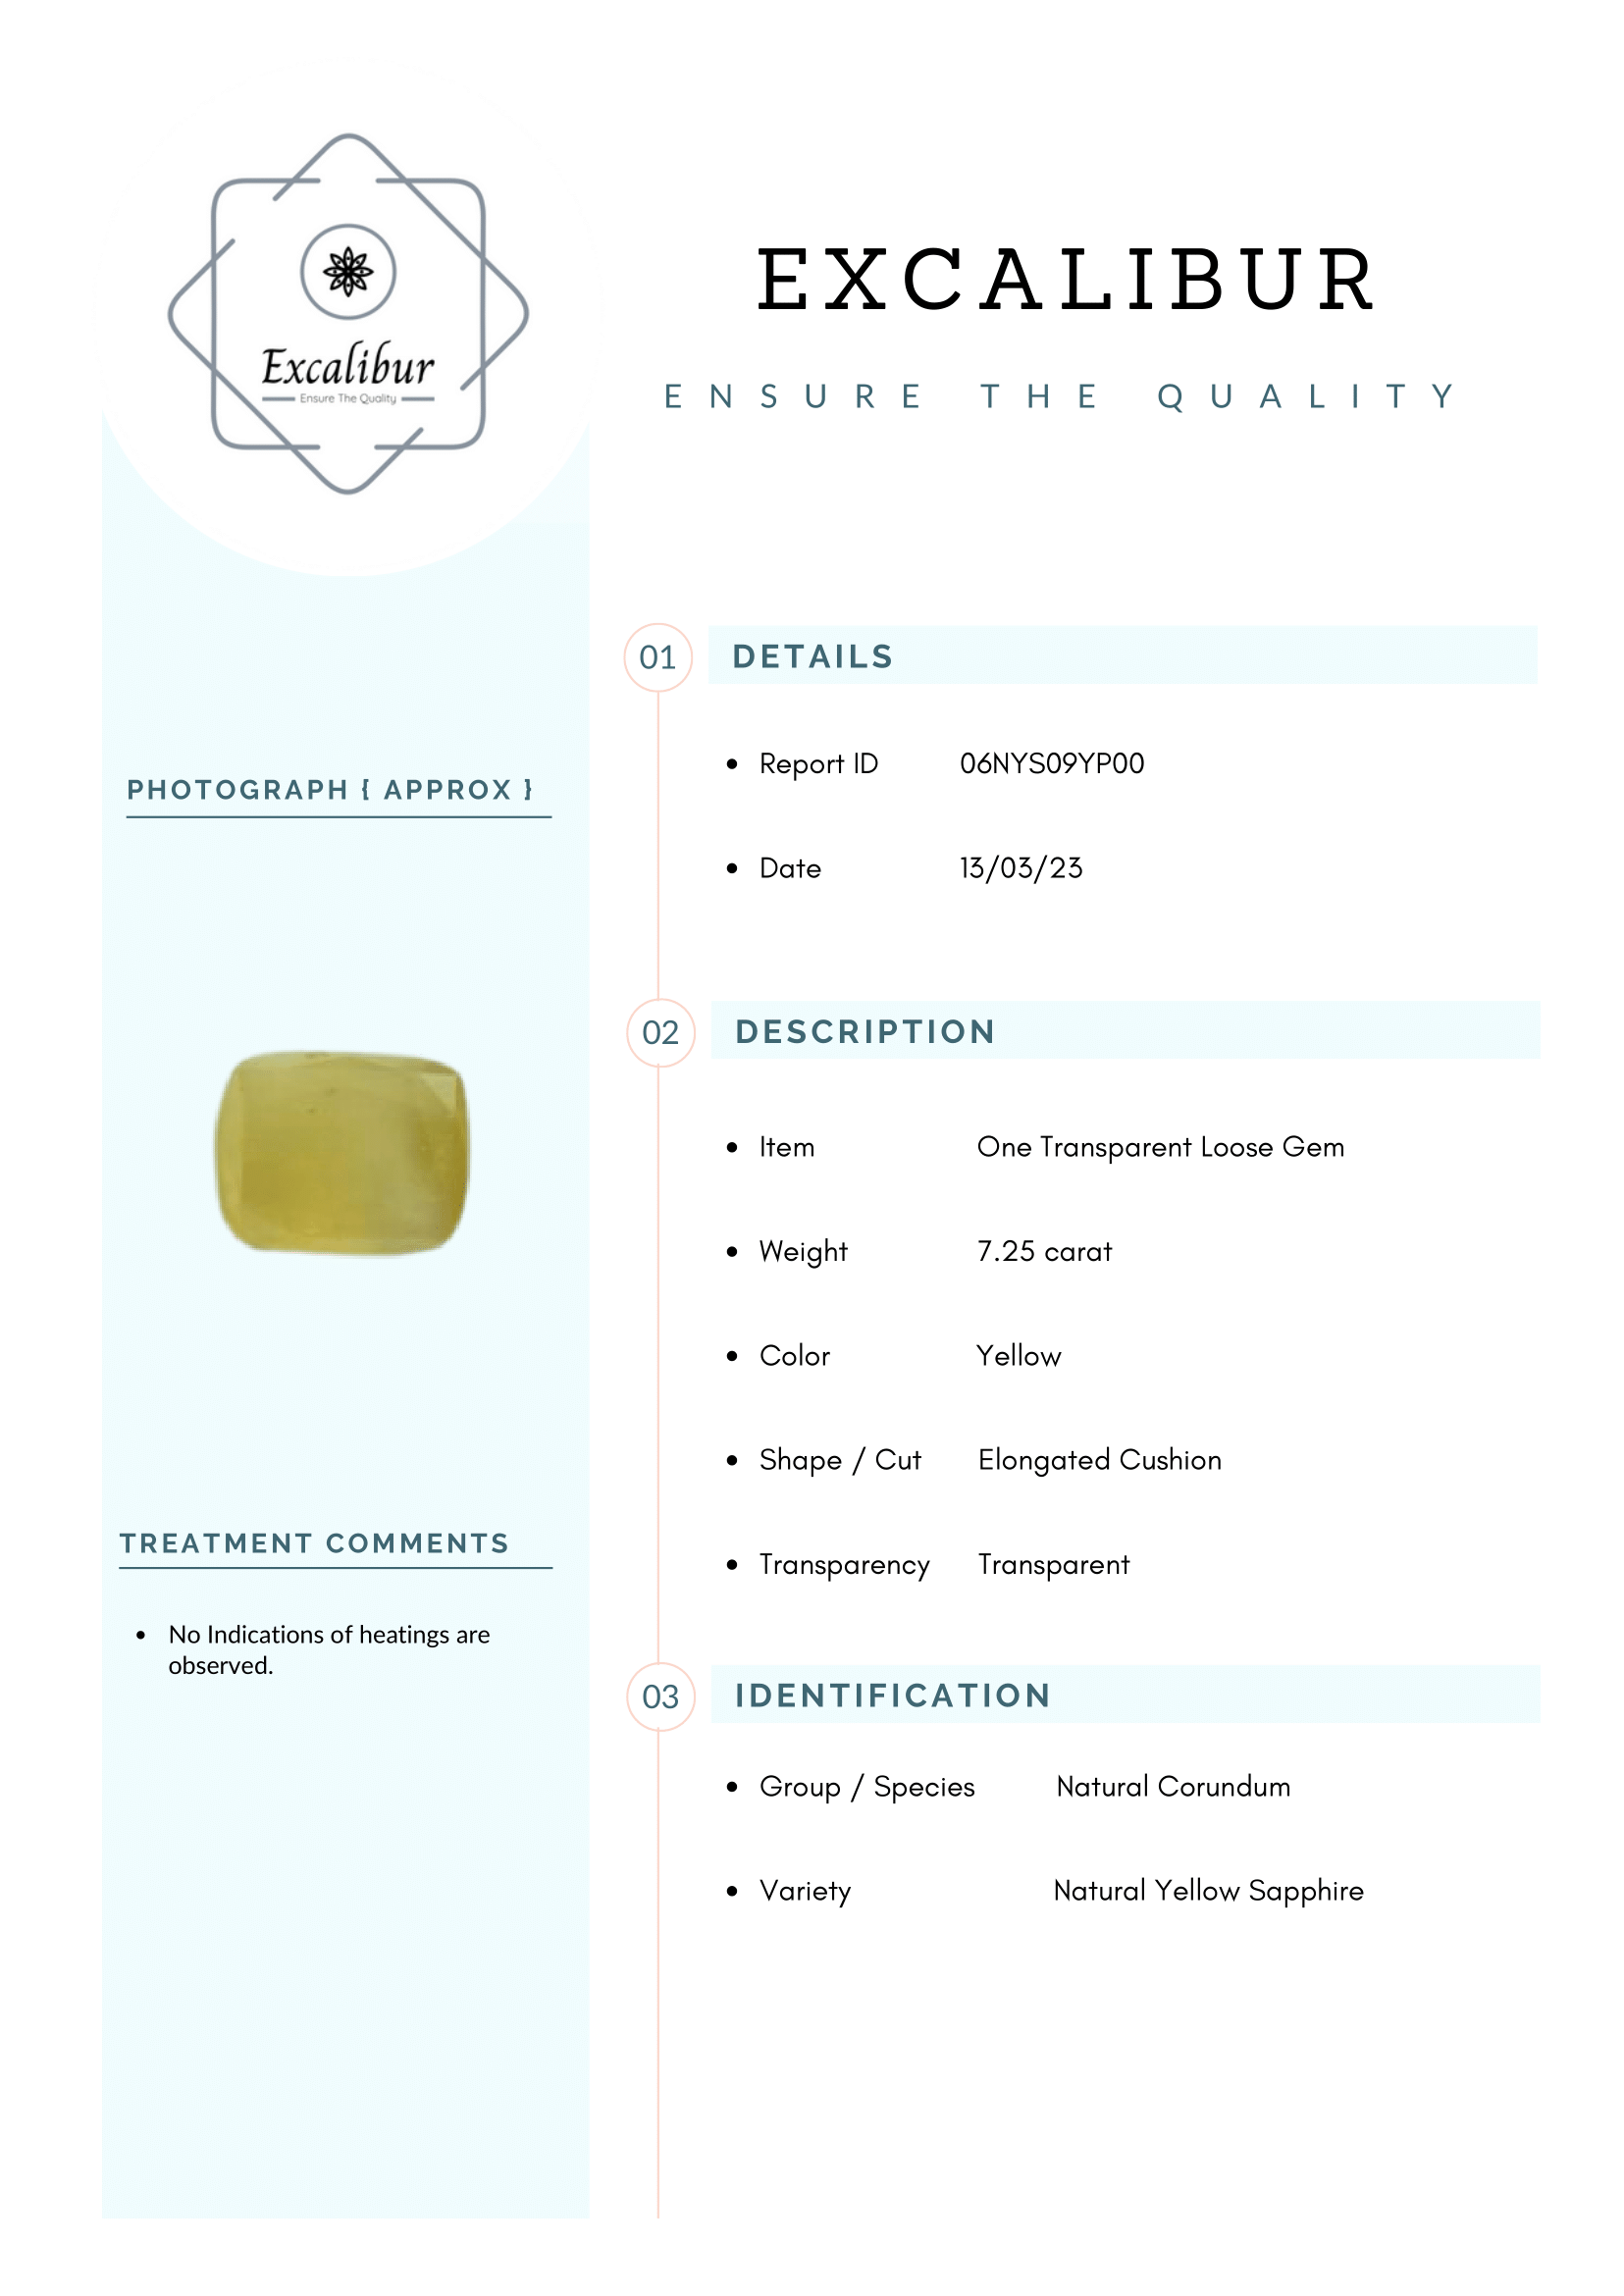 Excalibur
Ensure The Quality
EXCALIBUR
ENSURE THE QUALITY
PHOTOGRAPH { APPROX }
TREATMENT COMMENTS
• No Indications of heatings are
observed.
01 DETAILS
• Report ID 06NYS09YP00
• Date 13/03/23
02 DESCRIPTION
• Item One Transparent Loose Gem
• Weight 7.25 carat
• Color Yellow
• Shape / Cut Elongated Cushion
• Transparency Transparent
03 IDENTIFICATION
• Group / Species Natural Corundum
• Variety Natural Yellow Sapphire